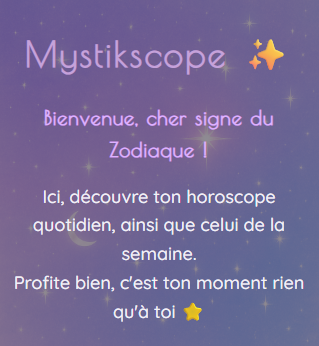 Mystikscope ✨
Bienvenue, cher signe du
Zodiaque !
Ici, découvre ton horoscope
quotidien, ainsi que celui de la
semaine.
Profite bien, c'est ton moment rien
qu'à toi ⭐